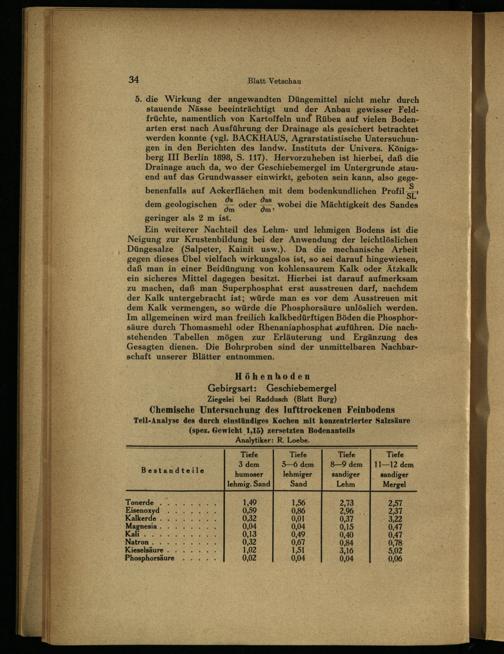 34
Blatt Vetschau
5. die Wirkung der angewandten Düngemittel nicht mehr durch
stauende Nässe beeinträchtigt und der Anbau gewisser Feld-
früchte, namentlich von Kartoffeln und Rüben auf vielen Boden-
arten erst nach Ausführung der Drainage als gesichert betrachtet
werden konnte (vgl. BACKHAUS, Agrarstatistische Untersuchun-
gen in den Berichten des landw. Instituts der Univers. Königs-
berg III Berlin 1898, S. 117). Hervorzuheben ist hierbei, daß die
Drainage auch da, wo der Geschiebemergel im Untergrunde stau-
end auf das Grundwasser einwirkt, geboten sein kann, also gege-
benenfalls auf Ackerflächen mit dem bodenkundlichen Profil S/SL,
dem geologischen ∂s/∂m oder ∂as/∂m, wobei die Mächtigkeit des Sandes
geringer als 2 m ist.
Ein weiterer Nachteil des Lehm- und lehmigen Bodens ist die
Neigung zur Krustenbildung bei der Anwendung der leichtlöslichen
Düngesalze (Salpeter, Kainit usw.). Da die mechanische Arbeit
gegen dieses Übel vielfach wirkungslos ist, so sei darauf hingewiesen,
daß man in einer Beidüngung von kohlensaurem Kalk oder Ätzkalk
ein sicheres Mittel dagegen besitzt. Hierbei ist darauf aufmerksam
zu machen, daß man Superphosphat erst ausstreuen darf, nachdem
der Kalk untergebracht ist; würde man es vor dem Ausstreuen mit
dem Kalk vermengen, so würde die Phosphorsäure unlöslich werden.
Im allgemeinen wird man freilich kalkbedürftigen Böden die Phosphor-
säure durch Thomasmehl oder Rhenaniaphosphat zuführen. Die nach-
stehenden Tabellen mögen zur Erläuterung und Ergänzung des
Gesagten dienen. Die Bohrproben sind der unmittelbaren Nachbar-
schaft unserer Blätter entnommen.
Höhenboden
Gebirgsart: Geschiebemergel
Ziegelei bei Raddusch (Blatt Burg)
Chemische Untersuchung des lufttrockenen Feinbodens
Teil-Analyse des durch einstündiges Kochen mit konzentrierter Salzsäure
(spez. Gewicht 1,15) zersetzten Bodenanteils
Analytiker: R. Loebe.
Bestandteile Tiefe Tiefe Tiefe Tiefe
3 dem 5—6 dem 8—9 dem 11—12 dem
humoser lehmiger sandiger sandiger
lehmig. Sand Sand Lehm Mergel
Tonerde . . . . . . . 1,49 1,56 2,73 2,57
Eisenoxyd . . . . . . 0,59 0,86 2,96 2,37
Kalkerde . . . . . . . 0,32 0,01 0,37 3,22
Magnesia . . . . . . . 0,04 0,04 0,15 0,47
Kali . . . . . . . . . 0,13 0,49 0,40 0,47
Natron . . . . . . . . 0,32 0,67 0,84 0,78
Kieselsäure . . . . . . 1,02 1,51 3,16 5,02
Phosphorsäure . . . . . 0,02 0,04 0,04 0,06